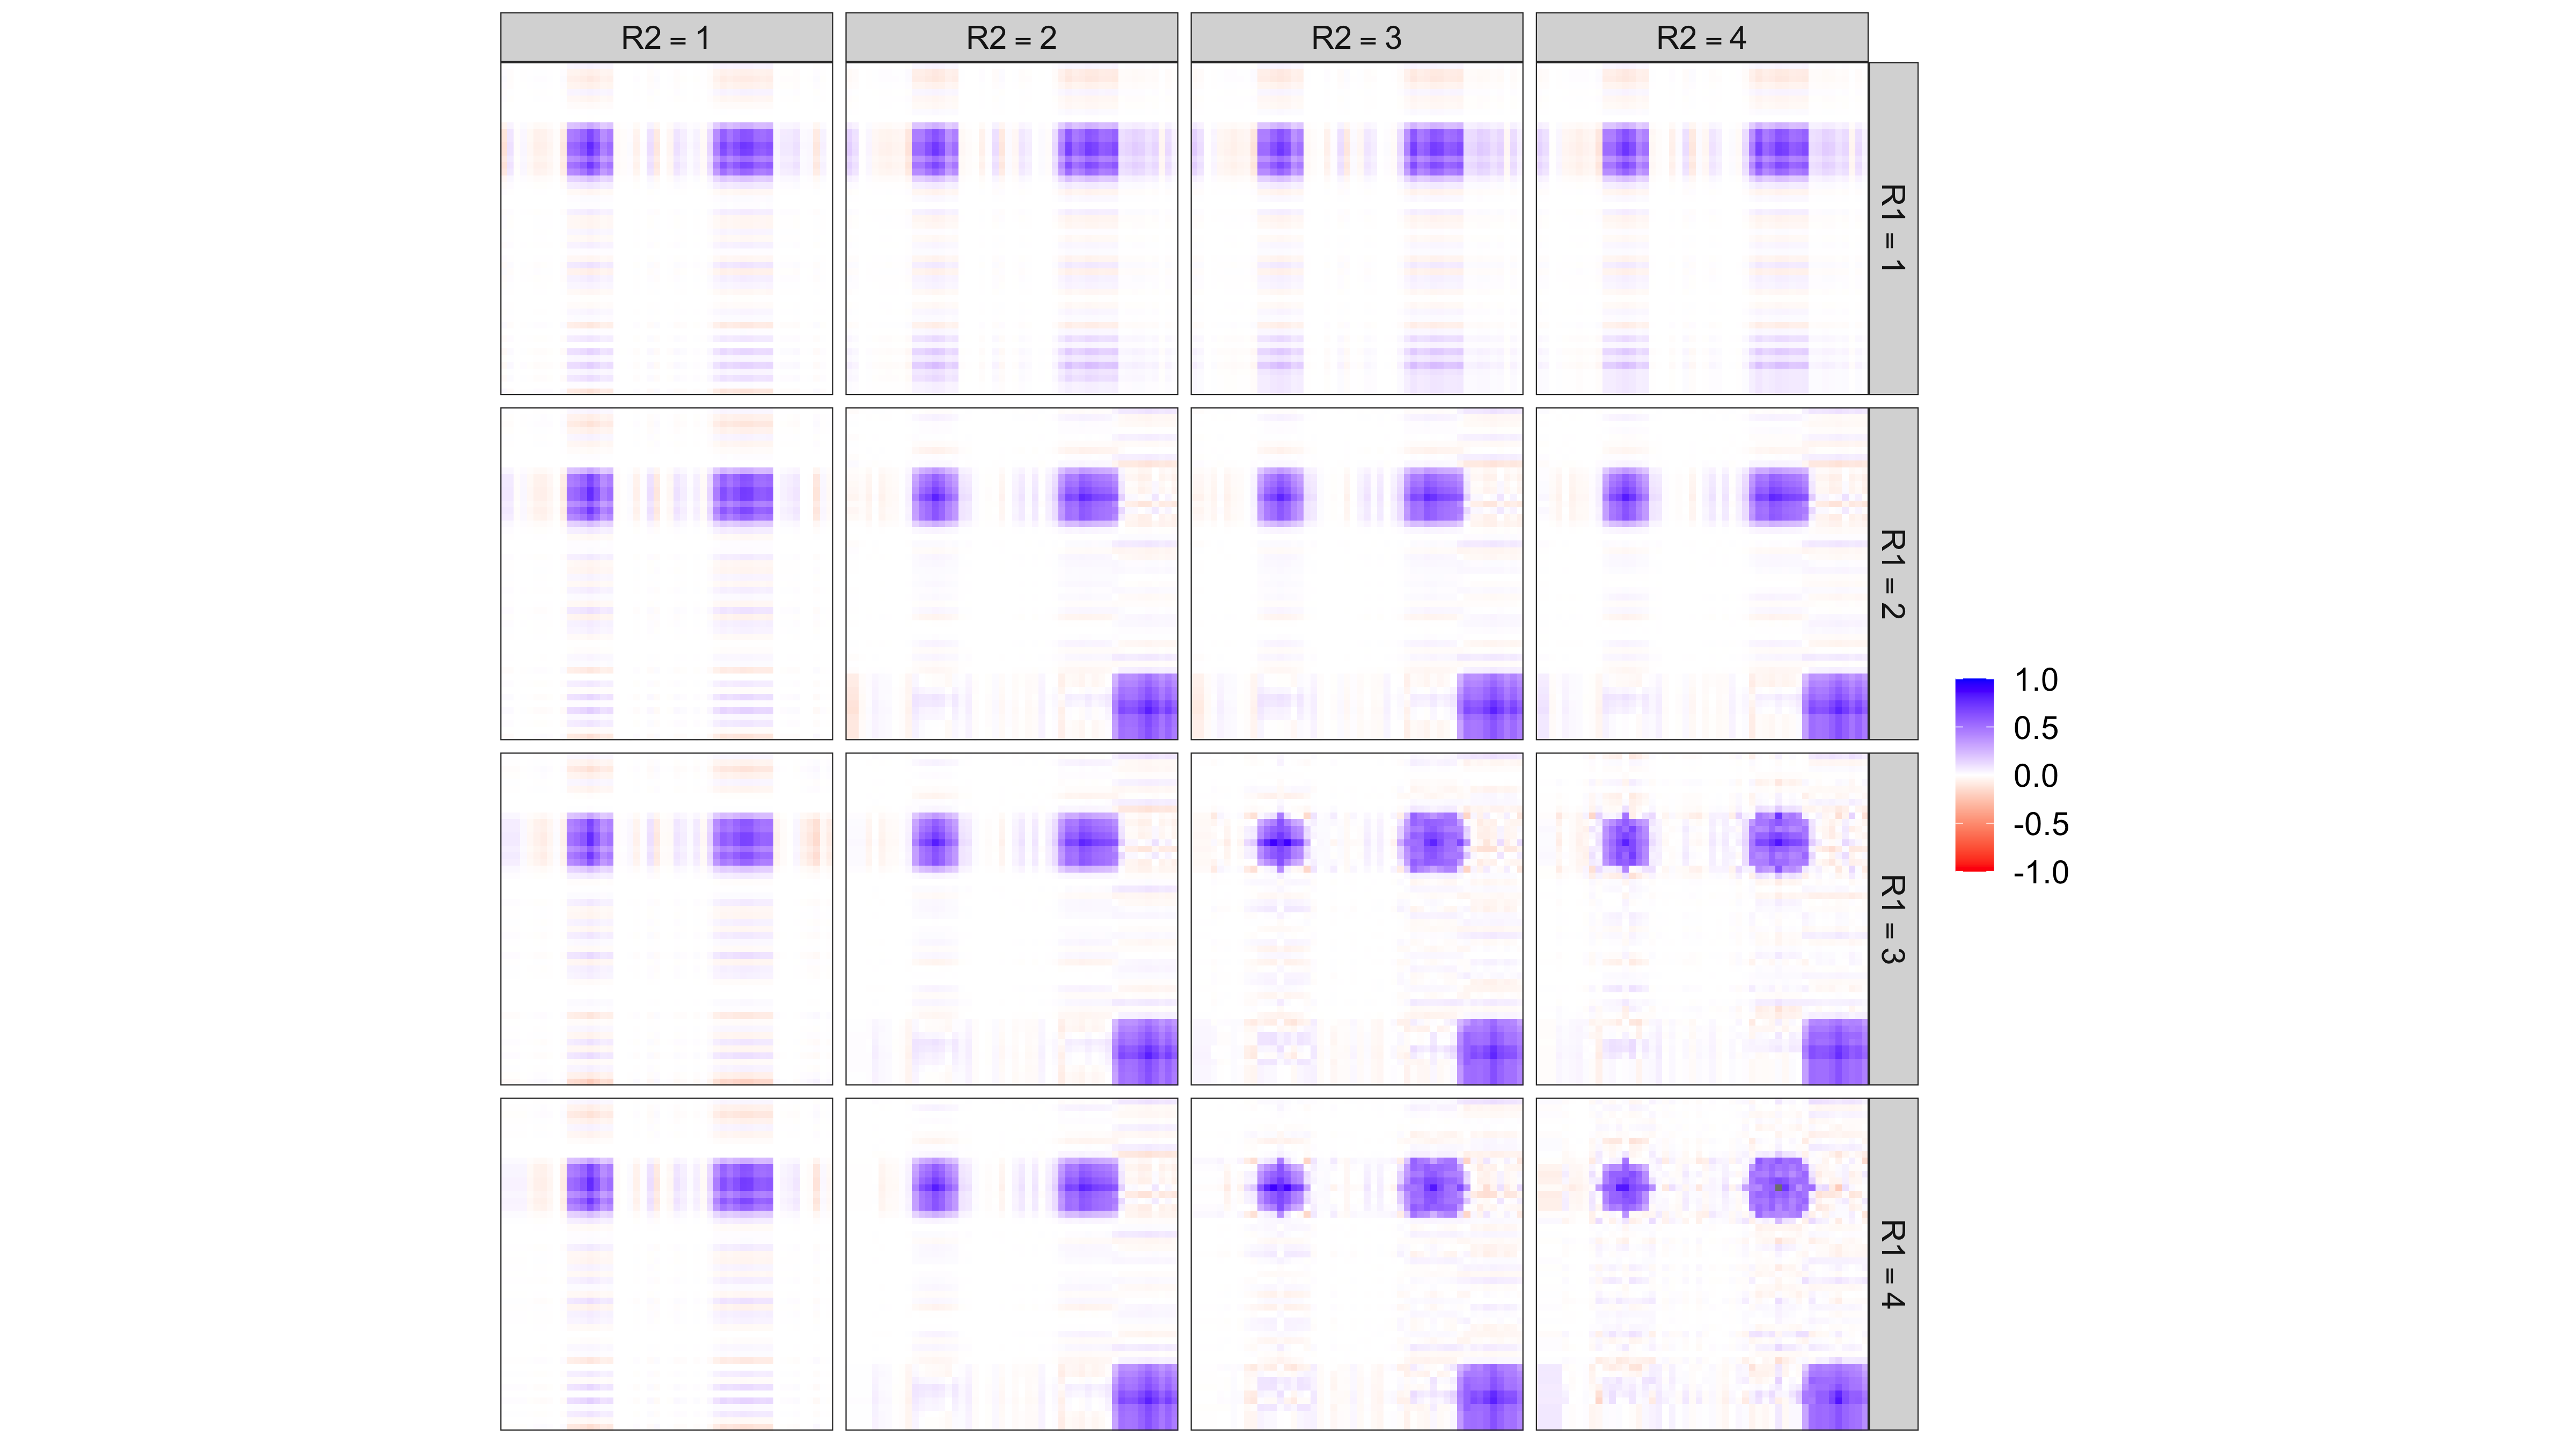 R2 = 1
R2 = 2
R2 = 3
R2 = 4
R1 = 1
R1 = 2
R1 = 3
R1 = 4
1.0
0.5
0.0
-0.5
-1.0